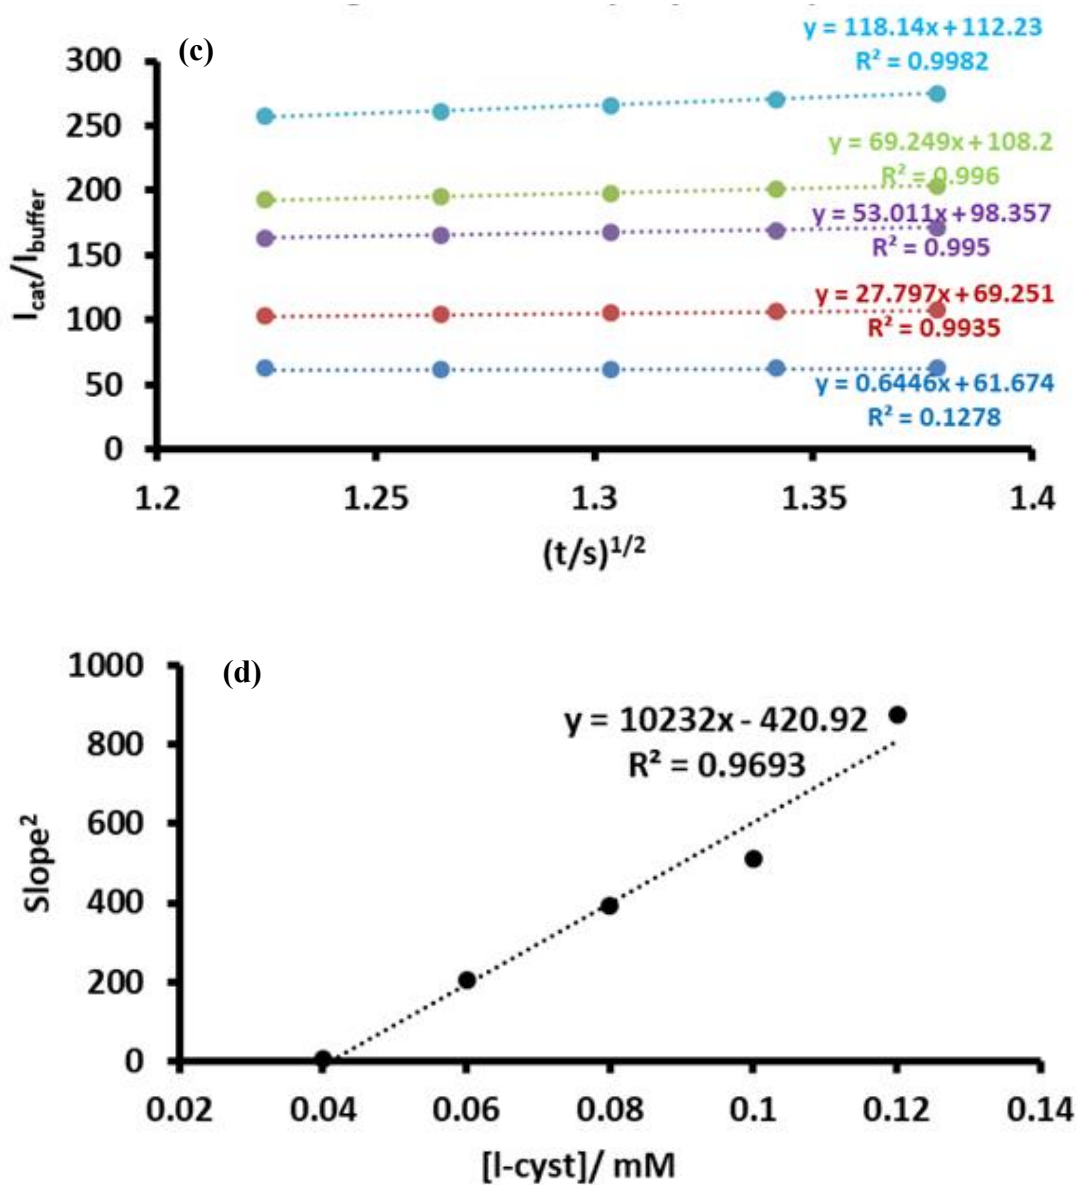 (c)
y = 118.14x + 112.23
R² = 0.9982
y = 69.249x + 108.2
R² = 0.996
y = 53.011x + 98.357
R² = 0.995
y = 27.797x + 69.251
R² = 0.9935
y = 0.6446x + 61.674
R² = 0.1278
300
250
200
150
100
50
0
Icat/Ibuffer
1.2 1.25 1.3 1.35 1.4
(t/s)1/2
(d)
y = 10232x - 420.92
R² = 0.9693
1000
800
600
400
200
0
Slope2
0.02 0.04 0.06 0.08 0.1 0.12 0.14
[l-cyst]/ mM